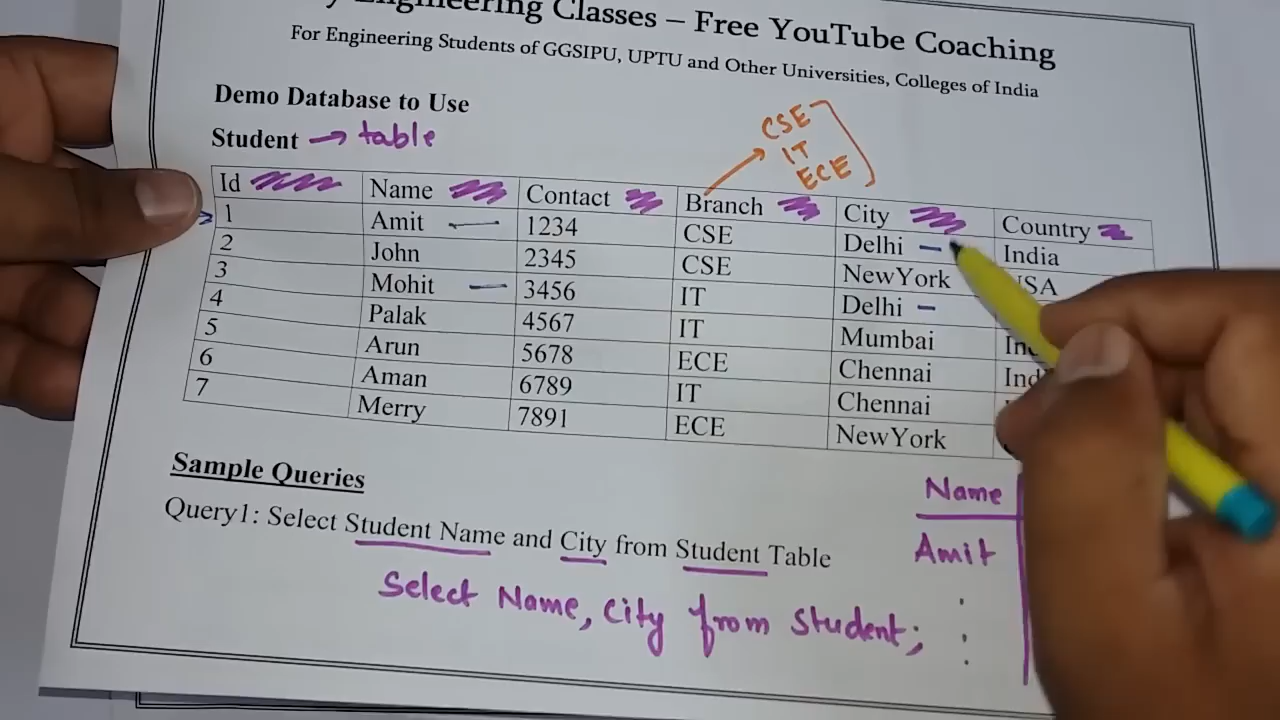 Engineering Classes – Free YouTube Coaching
For Engineering Students of GGSIPU, UPTU and Other Universities, Colleges of India
Demo Database to Use
CSE
IT
ECE
Student → table
Id Name Contact Branch City Country
1 Amit 1234 CSE Delhi India
2 John 2345 CSE NewYork
3 Mohit 3456 IT Delhi
4 Palak 4567 IT Mumbai
5 Arun 5678 ECE Chennai
6 Aman 6789 IT Chennai
7 Merry 7891 ECE NewYork
Sample Queries
Name
Query1: Select Student Name and City from Student Table
Amit
Select Name, City from Student;